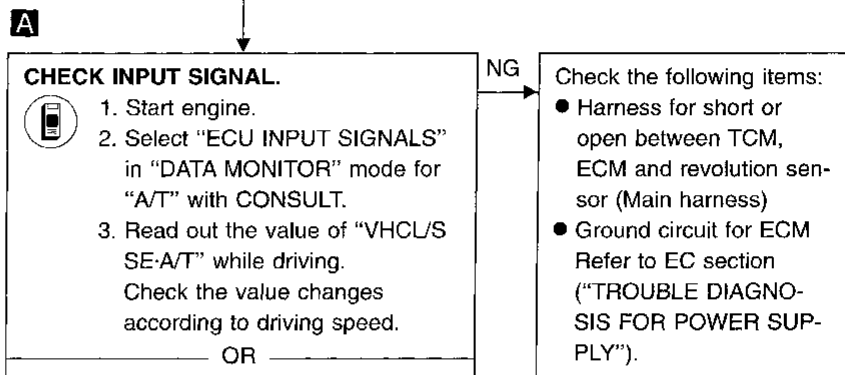 A
CHECK INPUT SIGNAL.
1. Start engine.
2. Select “ECU INPUT SIGNALS”
in “DATA MONITOR” mode for
“A/T” with CONSULT.
3. Read out the value of “VHCL/S
SE·A/T” while driving.
Check the value changes
according to driving speed.
OR
NG
Check the following items:
● Harness for short or
open between TCM,
ECM and revolution sen-
sor (Main harness)
● Ground circuit for ECM
Refer to EC section
(“TROUBLE DIAGNO-
SIS FOR POWER SUP-
PLY”).